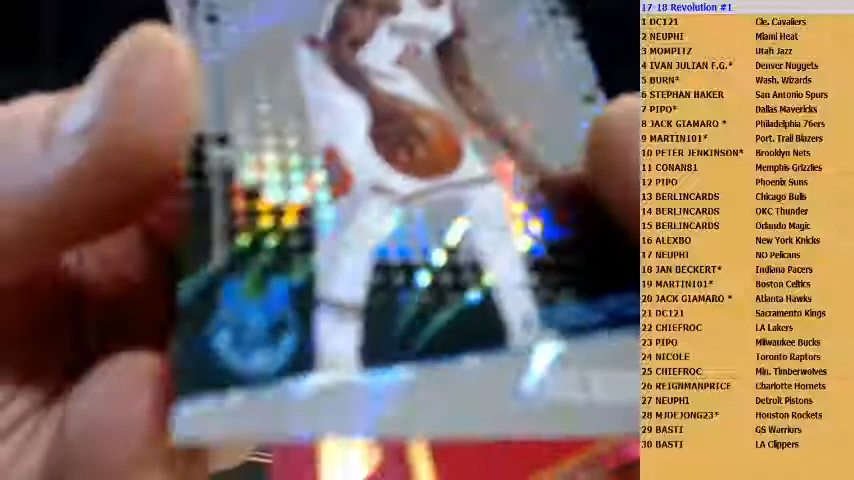 17-18 Revolution #1
1 DC121 Cle. Cavaliers
2 NEUPHI Miami Heat
3 MOMPITZ Utah Jazz
4 IVAN JULIAN F.G.* Denver Nuggets
5 BURN* Wash. Wizards
6 STEPHAN HAKER San Antonio Spurs
7 PIPO* Dallas Mavericks
8 JACK GIAMARO * Philadelphia 76ers
9 MARTINI01* Port. Trail Blazers
10 PETER JENKINSON* Brooklyn Nets
11 CONAN81 Memphis Grizzlies
12 PIPO Phoenix Suns
13 BERLINCARDS Chicago Bulls
14 BERLINCARDS OKC Thunder
15 BERLINCARDS Orlando Magic
16 ALEXBO New York Knicks
17 NEUPHI NO Pelicans
18 JAN BECKERT* Indiana Pacers
19 MARTINI01* Boston Celtics
20 JACK GIAMARO * Atlanta Hawks
21 DC121 Sacramento Kings
22 CHIEFROC LA Lakers
23 PIPO Milwaukee Bucks
24 NICOLE Toronto Raptors
25 CHIEFROC Min. Timberwolves
26 REIGNMANPRICE Charlotte Hornets
27 NEUPHI Detroit Pistons
28 MJDEJONG23* Houston Rockets
29 BASTI GS Warriors
30 BASTI LA Clippers